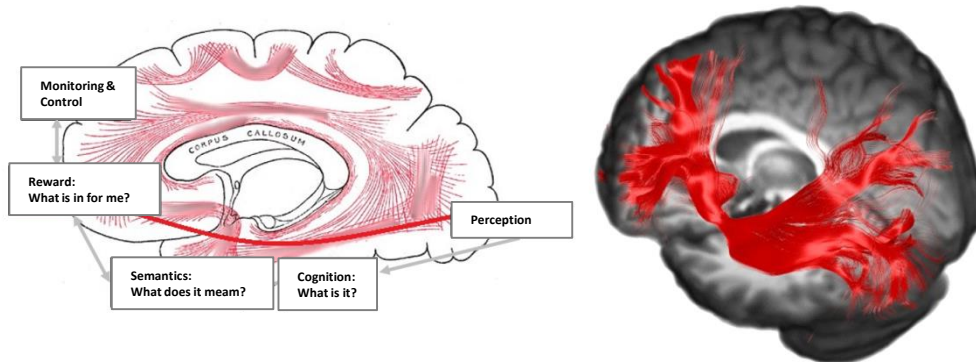 Monitoring &
Control
CORPUS CALLOSUM
Reward:
What is in for me?
Perception
Semantics:
What does it meam?
Cognition:
What is it?